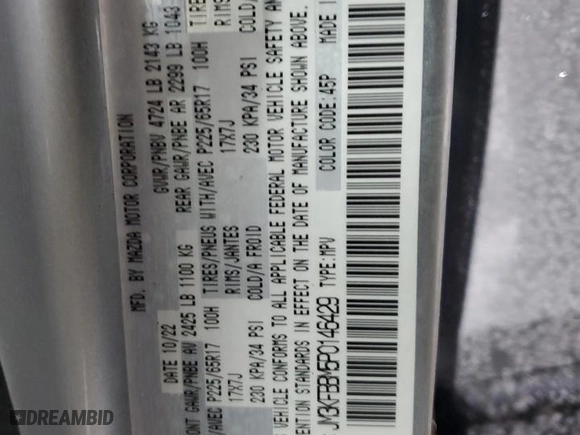 MFD. BY MAZDA MOTOR CORPORATION
DATE 10/22 GVWR/PNBV 4724 LB 2143 KG
GAWR/PNBE AV 2425 LB 1100 KG REAR GAWR/PNBE AR 2299 LB 1043
P225/65R17 100H TIRES/PNEUS WITH/AVEC P225/65R17 100H
17X7J RIMS/JANTES 17X7J RIMS
230 KPA/34 PSI COLD/A FROID 230 KPA/34 PSI COLD/
VEHICLE CONFORMS TO ALL APPLICABLE FEDERAL MOTOR VEHICLE SAFETY AN
STANDARDS IN EFFECT ON THE DATE OF MANUFACTURE SHOWN ABOVE.
JM3KFBBM5P0146429 TYPE:MPV COLOR CODE:45P MADE I
DREAMBID